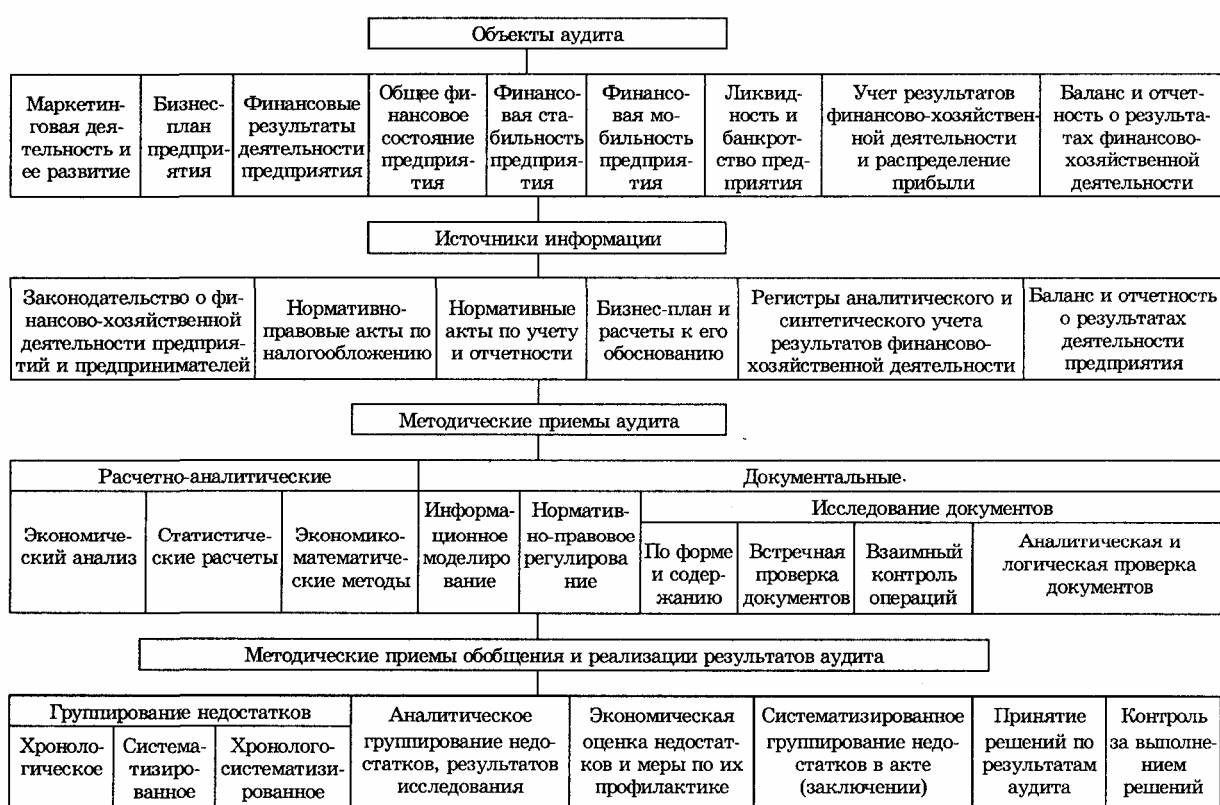 Объекты аудита
Маркетин-
говая дея-
тельность и
ее развитие
Бизнес-
план
предпри-
ятия
Финансовые
результаты
деятельности
предприятия
Общее фи-
нансовое
состояние
предприя-
тия
Финансо-
вая ста-
бильность
предприя-
тия
Финансо-
вая мо-
бильность
предприя-
тия
Ликвид-
ность и
банкрот-
ство пред-
приятия
Учет результатов
финансово-хозяйствен-
ной деятельности
и распределение
прибыли
Баланс и отчет-
ность о результа-
тах финансово-
хозяйственной
деятельности
Источники информации
Законодательство о фи-
нансово-хозяйственной
деятельности предприя-
тий и предпринимателей
Нормативно-
правовые акты по
налогообложению
Нормативные
акты по учету
и отчетности
Бизнес-план и
расчеты к его
обоснованию
Регистры аналитического и
синтетического учета
результатов финансово-
хозяйственной деятельности
Баланс и отчетность
о результатах
деятельности
предприятия
Методические приемы аудита
Расчетно-аналитические
Экономиче-
ский анализ
Статистиче-
ские расчеты
Экономико-
математиче-
ские методы
Документальные
Информа-
ционное
моделиро
вание
Норматив-
но-правовое
регулирова
ние
Исследование документов
По форме
и содер-
жанию
Встречная
проверка
документов
Взаимный
контроль
операций
Аналитическая и
логическая проверка
документов
Методические приемы обобщения и реализации результатов аудита
Группирование недостатков
Хроноло-
гическое
Система-
тизиро-
ванное
Хронолого-
систематизи-
рованное
Аналитическое
группирование недо-
статков, результатов
исследования
Экономическая
оценка недостат-
ков и меры по их
профилактике
Систематизированное
группирование недо-
статков в акте
(заключении)
Принятие
решений по
результатам
аудита
Контроль
за выполне-
нием
решений